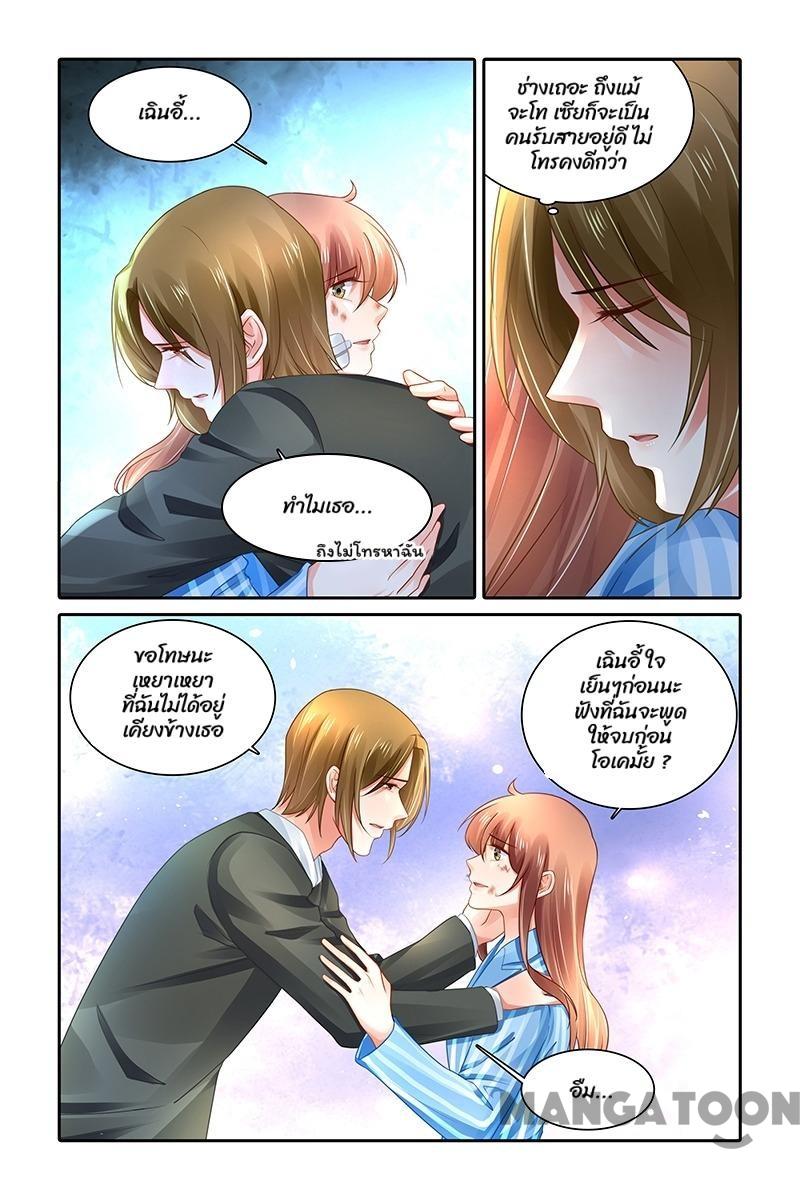 เฉินอี้...
ทำไมเธอ...
ถึงไม่โทรหาฉัน
ช่างเถอะ ถึงแม้
จะโท เซียก็จะเป็น
คนรับสายอยู่ดี ไม่
โทรคงดีกว่า
ขอโทษนะ
เหยาเหยา
ที่ฉันไม่ได้อยู่
เคียงข้างเธอ
เฉินอี้ ใจ
เย็นๆก่อนนะ
ฟังที่ฉันจะพูด
ให้จบก่อน
โอเคมั้ย ?
อืม...
MANGATOON